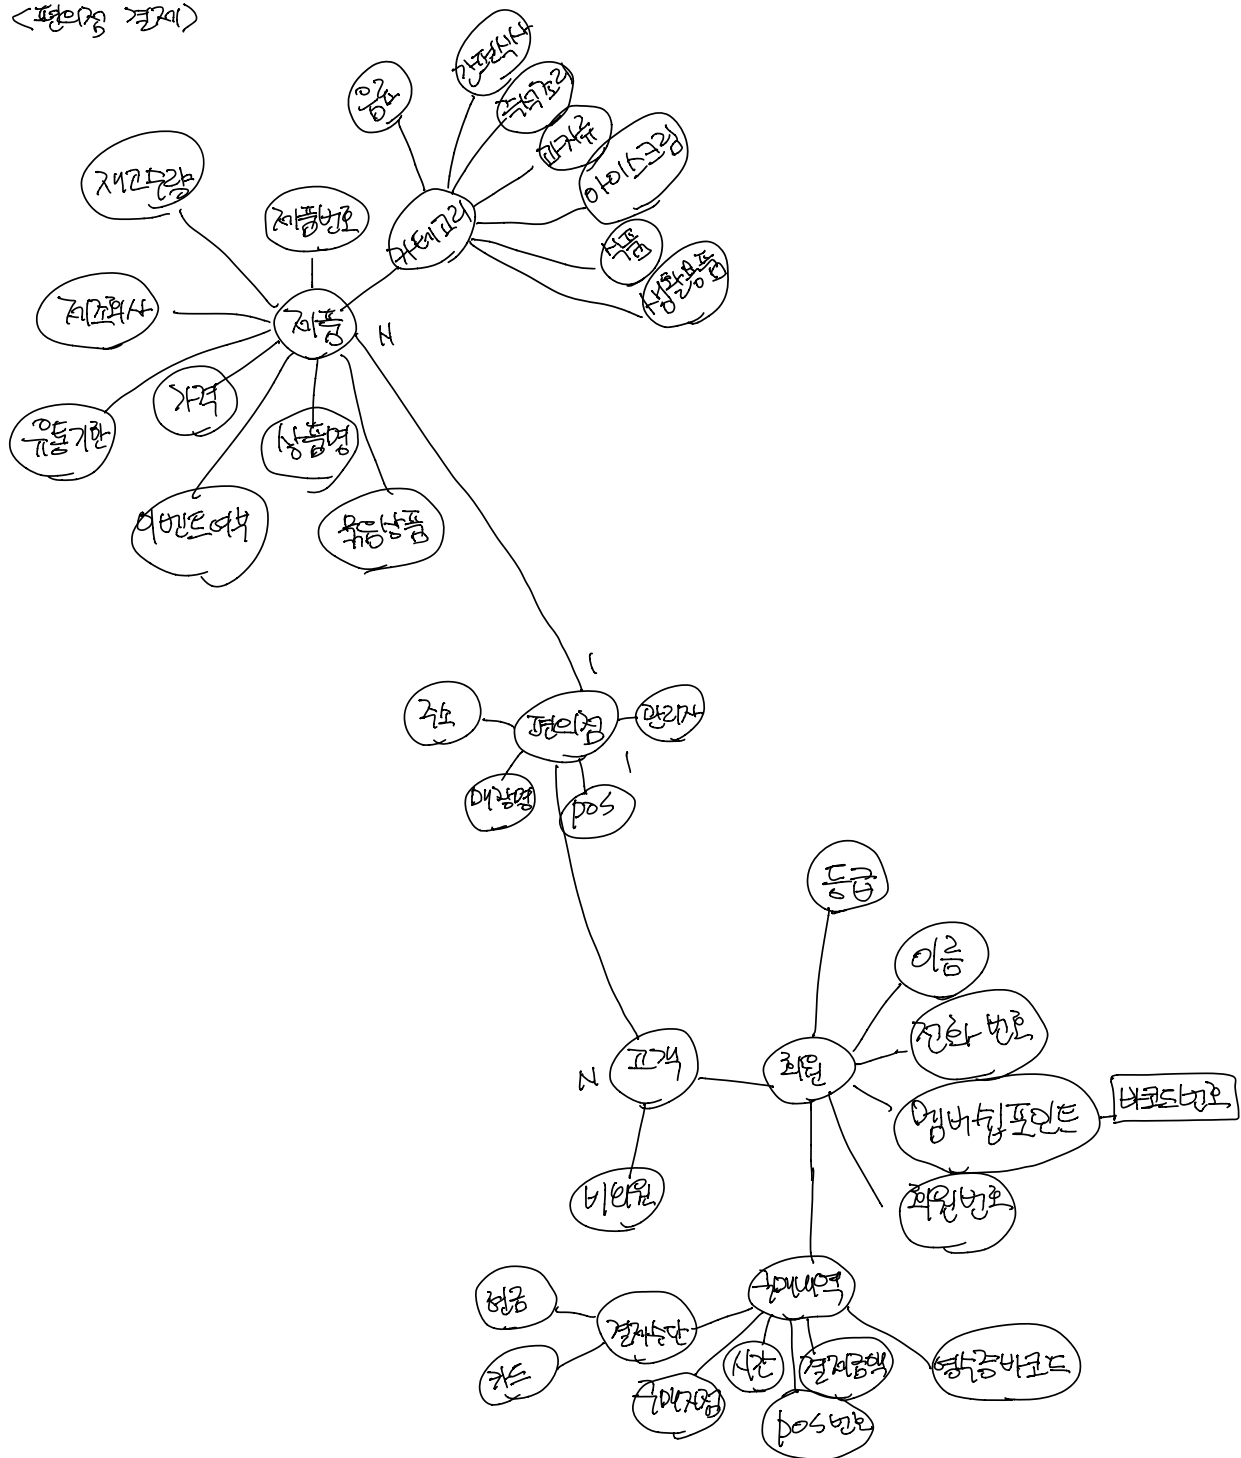 <편의점 결제>
음료
간편식사
즉석조리
과자류
아이스크림
식품
생활용품
카테고리
재고수량
제품번호
제조회사
제품
N
유통기한
가격
상품명
이벤트여부
묶음상품
1
주소
편의점
관리자
1
매장명
pos
등급
이름
전화 번호
N
고객
회원
멤버쉽포인트
바코드번호
비회원
회원번호
구매내역
현금
결제수단
카드
구매지점
시간
결제금액
pos번호
영수증바코드